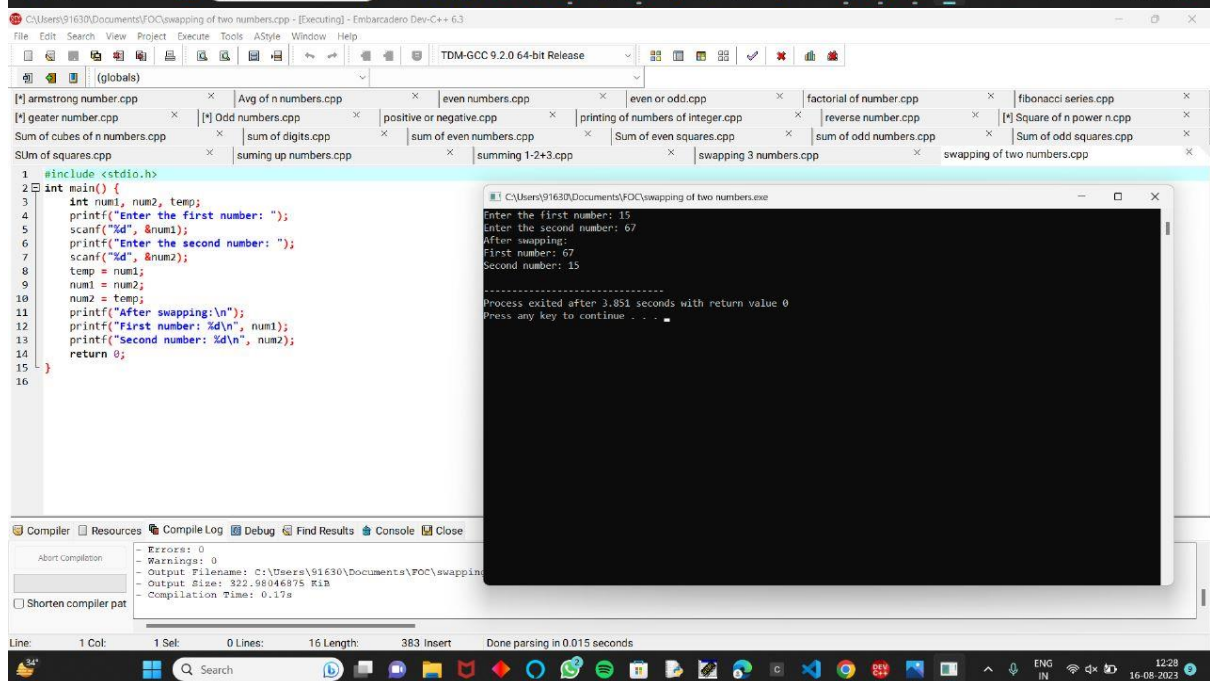 C:\Users\91630\Documents\FOC\swapping of two numbers.cpp - [Executing] - Embarcadero Dev-C++ 6.3
File Edit Search View Project Execute Tools AStyle Window Help
TDM-GCC 9.2.0 64-bit Release
(globals)
[*] armstrong number.cpp Avg of n numbers.cpp even numbers.cpp even or odd.cpp factorial of number.cpp fibonacci series.cpp
[*] geater number.cpp [*] Odd numbers.cpp positive or negative.cpp printing of numbers of integer.cpp reverse number.cpp [*] Square of n power n.cpp
Sum of cubes of n numbers.cpp sum of digits.cpp sum of even numbers.cpp Sum of even squares.cpp sum of odd numbers.cpp Sum of odd squares.cpp
SUm of squares.cpp suming up numbers.cpp summing 1-2+3.cpp swapping 3 numbers.cpp swapping of two numbers.cpp
1 #include <stdio.h>
2 int main() {
3 int num1, num2, temp;
4 printf("Enter the first number: ");
5 scanf("%d", &num1);
6 printf("Enter the second number: ");
7 scanf("%d", &num2);
8 temp = num1;
9 num1 = num2;
10 num2 = temp;
11 printf("After swapping:\n");
12 printf("First number: %d\n", num1);
13 printf("Second number: %d\n", num2);
14 return 0;
15 }
16
C:\Users\91630\Documents\FOC\swapping of two numbers.exe
Enter the first number: 15
Enter the second number: 67
After swapping:
First number: 67
Second number: 15
--------------------------------
Process exited after 3.851 seconds with return value 0
Press any key to continue . . .
Compiler Resources Compile Log Debug Find Results Console Close
Abort Compilation
Shorten compiler pat
- Errors: 0
- Warnings: 0
- Output Filename: C:\Users\91630\Documents\FOC\swapping
- Output Size: 322.98046875 KiB
- Compilation Time: 0.17s
Line: 1 Col: 1 Sel: 0 Lines: 16 Length: 383 Insert Done parsing in 0.015 seconds
34°
Search
ENG
IN
12:28
16-08-2023